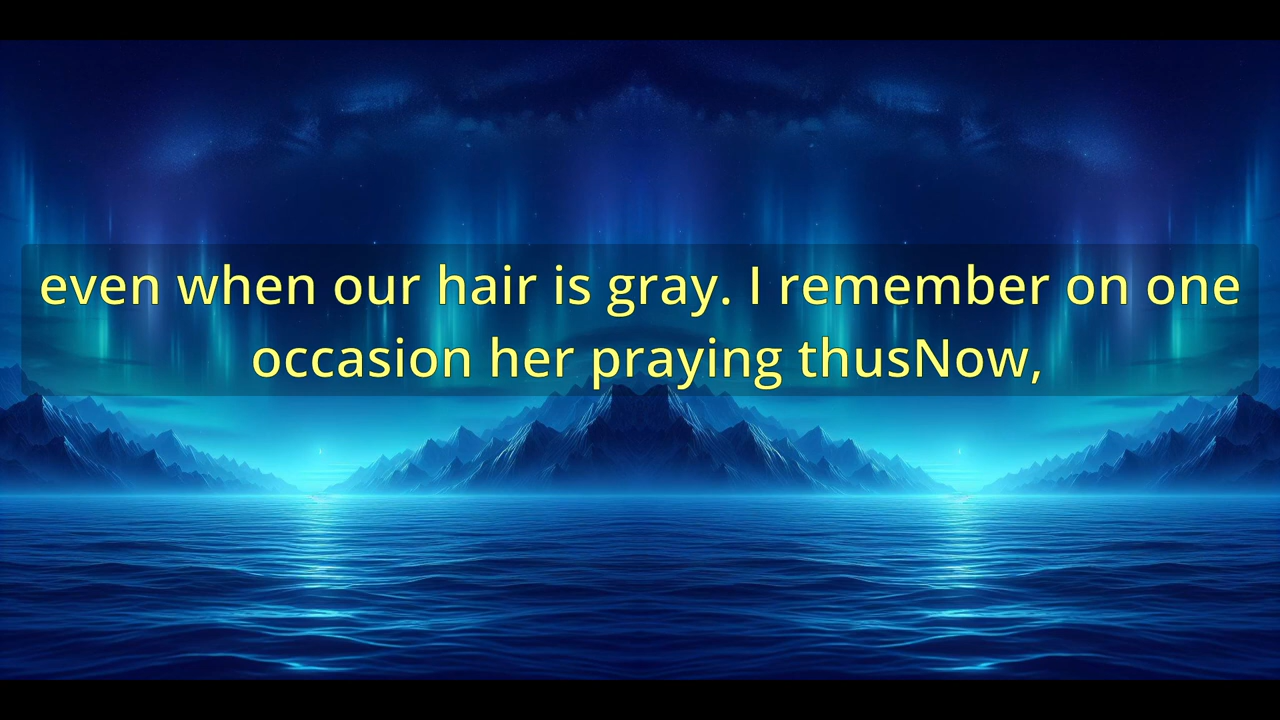 even when our hair is gray. I remember on one
occasion her praying thusNow,